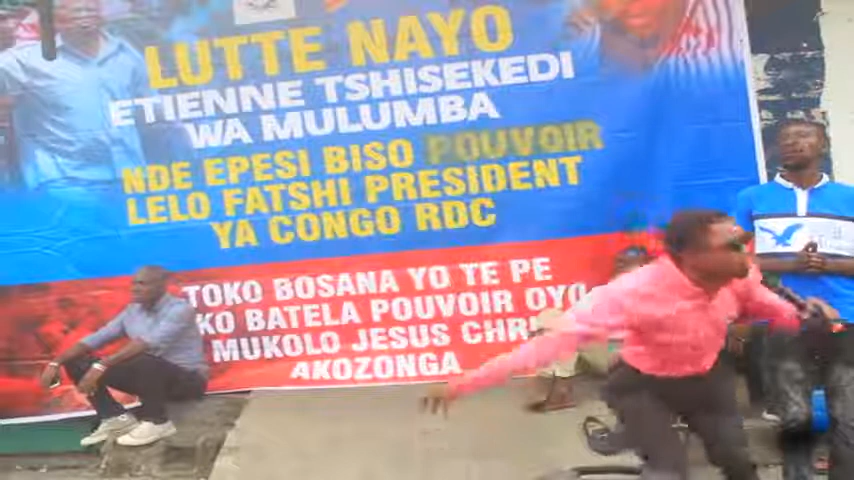 LUTTE NAYO
ETIENNE TSHISEKEDI
WA MULUMBA
NDE EPESI BISO POUVOIR
LELO FATSHI PRESIDENT
YA CONGO RDC
TOKO BOSANA YO TE PE
KO BATELA POUVOIR OYO
MUKOLO JESUS CHRI
AKOZONGA